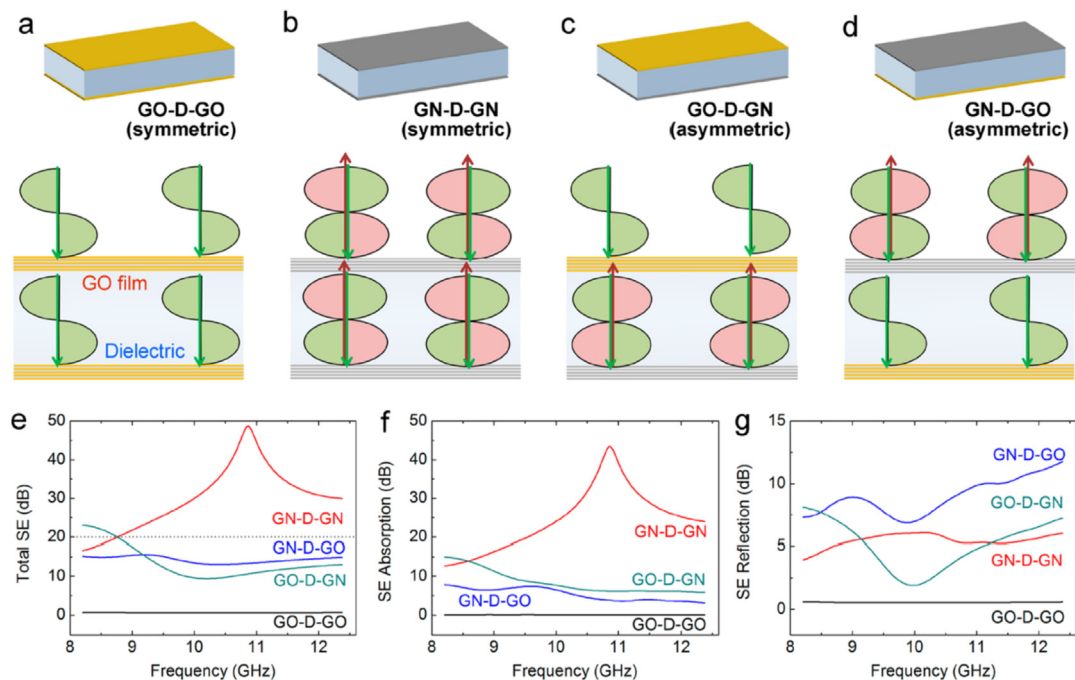 a
b
c
d
GO-D-GO
(symmetric)
GN-D-GN
(symmetric)
GO-D-GN
(asymmetric)
GN-D-GO
(asymmetric)
GO film
Dielectric
e
50
40
30
20
10
0
Total SE (dB)
GN-D-GN
GN-D-GO
GO-D-GN
GO-D-GO
8 9 10 11 12
Frequency (GHz)
f
50
40
30
20
10
0
SE Absorption (dB)
GN-D-GN
GO-D-GN
GN-D-GO
GO-D-GO
8 9 10 11 12
Frequency (GHz)
g
15
10
5
0
SE Reflection (dB)
GN-D-GO
GO-D-GN
GN-D-GN
GO-D-GO
8 9 10 11 12
Frequency (GHz)